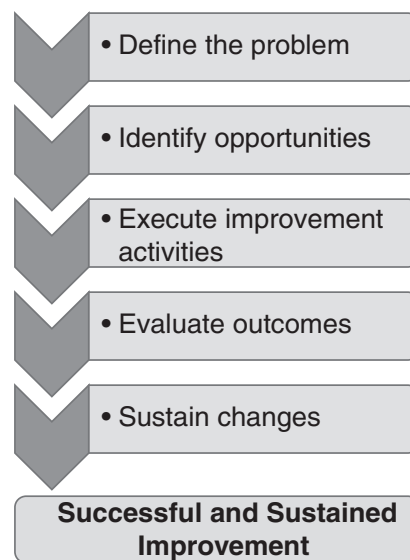 • Define the problem
• Identify opportunities
• Execute improvement
activities
• Evaluate outcomes
• Sustain changes
Successful and Sustained
Improvement